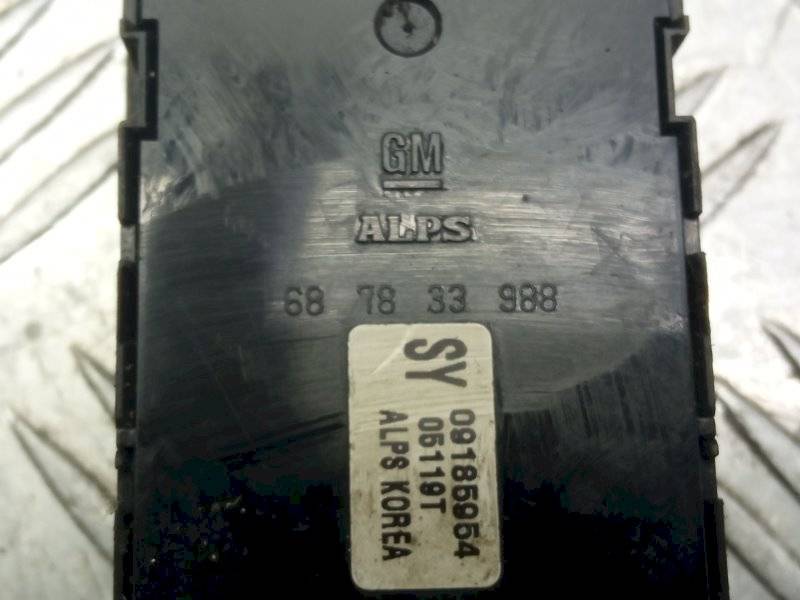 GM
ALPS
68 78 33 988
SY
09185954
05119T
ALPS KOREA